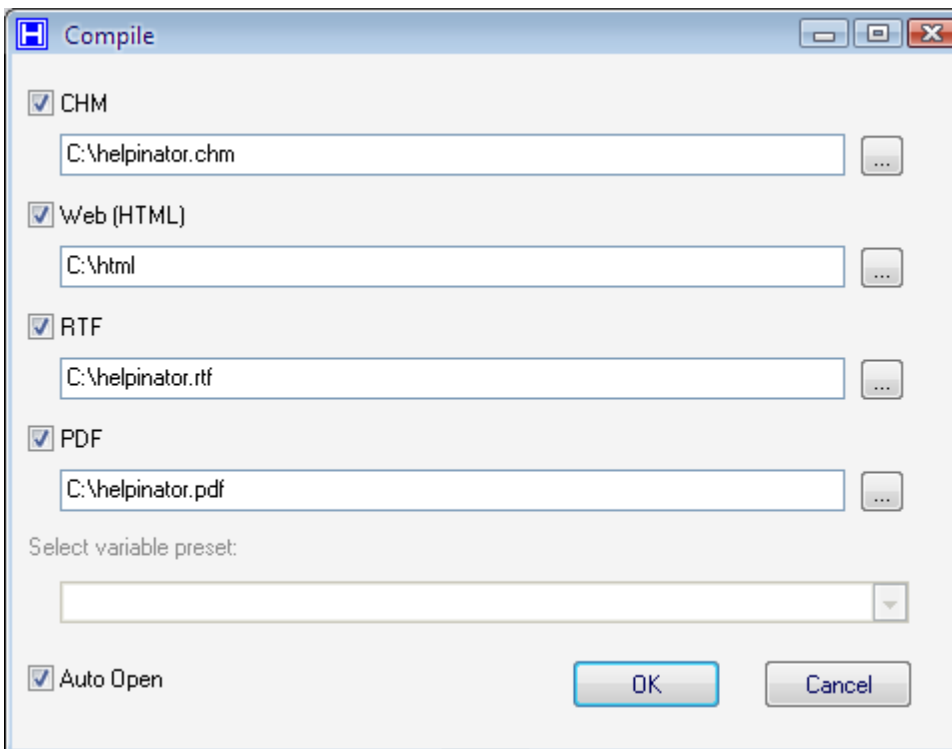 H Compile
CHM
C:\helpinator.chm
...
Web (HTML)
C:\html
...
RTF
C:\helpinator.rtf
...
PDF
C:\helpinator.pdf
...
Select variable preset:
Auto Open
OK
Cancel